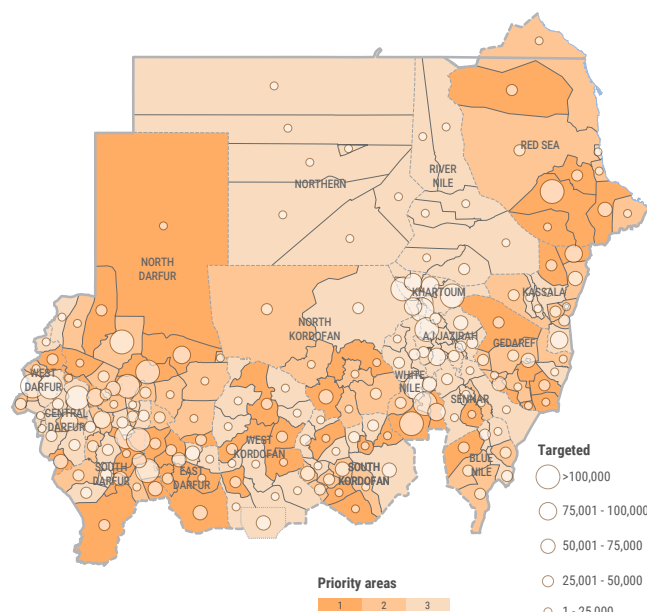 RED SEA
RIVER
NILE
NORTHERN
NORTH
DARFUR
KHARTOUM
KASSALA
NORTH
KORDOFAN
AJ JAZIRAH
GEDAREF
WEST
DARFUR
WHITE
NILE
SENNAR
CENTRAL
DARFUR
WEST
KORDOFAN
SOUTH
DARFUR
EAST
DARFUR
SOUTH
KORDOFAN
BLUE
NILE
Targeted
>100,000
75,001 - 100,000
50,001 - 75,000
25,001 - 50,000
1 - 25,000
Priority areas
1 2 3